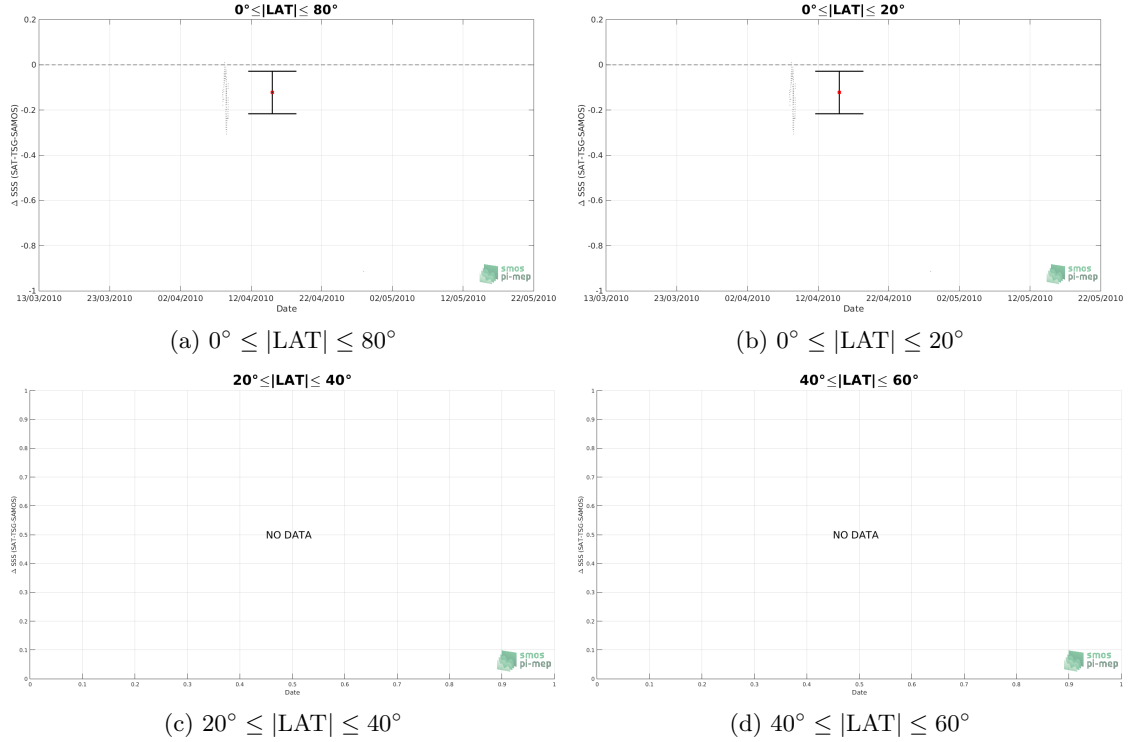 0°≤|LAT|≤ 80°
0.2
0
-0.2
-0.4
-0.6
-0.8
-1
Δ SSS (SAT-TSG-SAMOS)
13/03/2010 23/03/2010 02/04/2010 12/04/2010 22/04/2010 02/05/2010 12/05/2010 22/05/2010
Date
smos
pi-mep
(a) 0° ≤ |LAT| ≤ 80°
0°≤|LAT|≤ 20°
0.2
0
-0.2
-0.4
-0.6
-0.8
-1
Δ SSS (SAT-TSG-SAMOS)
13/03/2010 23/03/2010 02/04/2010 12/04/2010 22/04/2010 02/05/2010 12/05/2010 22/05/2010
Date
smos
pi-mep
(b) 0° ≤ |LAT| ≤ 20°
20°≤|LAT|≤ 40°
1
0.9
0.8
0.7
0.6
0.5
0.4
0.3
0.2
0.1
0
Δ SSS (SAT-TSG-SAMOS)
NO DATA
0 0.1 0.2 0.3 0.4 0.5 0.6 0.7 0.8 0.9 1
Date
smos
pi-mep
(c) 20° ≤ |LAT| ≤ 40°
40°≤|LAT|≤ 60°
1
0.9
0.8
0.7
0.6
0.5
0.4
0.3
0.2
0.1
0
Δ SSS (SAT-TSG-SAMOS)
NO DATA
0 0.1 0.2 0.3 0.4 0.5 0.6 0.7 0.8 0.9 1
Date
smos
pi-mep
(d) 40° ≤ |LAT| ≤ 60°